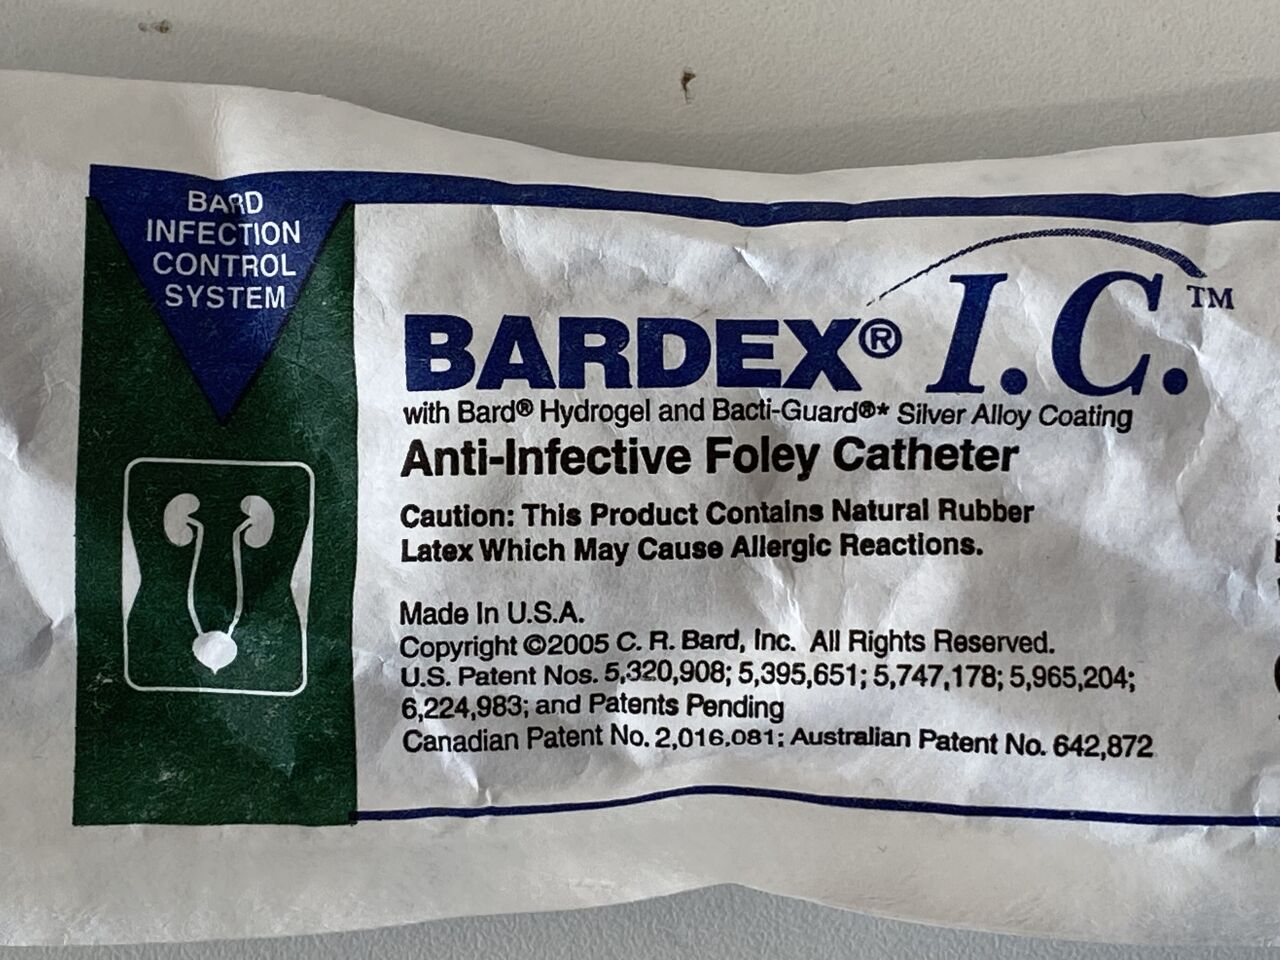 BARD
INFECTION
CONTROL
SYSTEM
BARDEX® I.C.™
with Bard® Hydrogel and Bacti-Guard®* Silver Alloy Coating
Anti-Infective Foley Catheter
Caution: This Product Contains Natural Rubber
Latex Which May Cause Allergic Reactions.
Made In U.S.A.
Copyright ©2005 C. R. Bard, Inc. All Rights Reserved.
U.S. Patent Nos. 5,320,908; 5,395,651; 5,747,178; 5,965,204;
6,224,983; and Patents Pending
Canadian Patent No. 2,016.081; Australian Patent No. 642,872